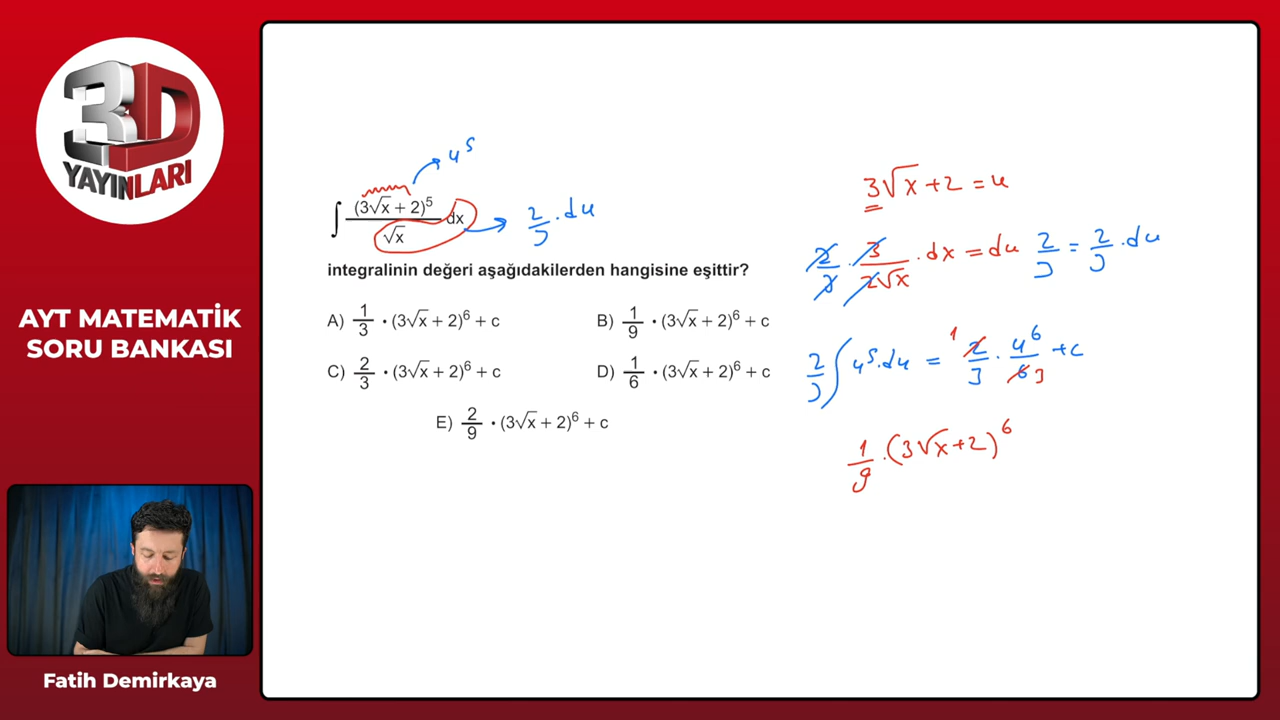 3D
YAYINLARI
AYT MATEMATİK
SORU BANKASI
Fatih Demirkaya
u⁵
∫ (3√x + 2)⁵ / √x dx
2/3 · du
integralinin değeri aşağıdakilerden hangisine eşittir?
A) 1/3 • (3√x + 2)⁶ + c
B) 1/9 • (3√x + 2)⁶ + c
C) 2/3 • (3√x + 2)⁶ + c
D) 1/6 • (3√x + 2)⁶ + c
E) 2/9 • (3√x + 2)⁶ + c
3√x + 2 = u
2/3 · 3/2√x · dx = du 2/3 = 2/3 · du
2/3 ∫ u⁵ · du = 1 2/3 · u⁶/6 3 + c
1/9 · (3√x + 2)⁶